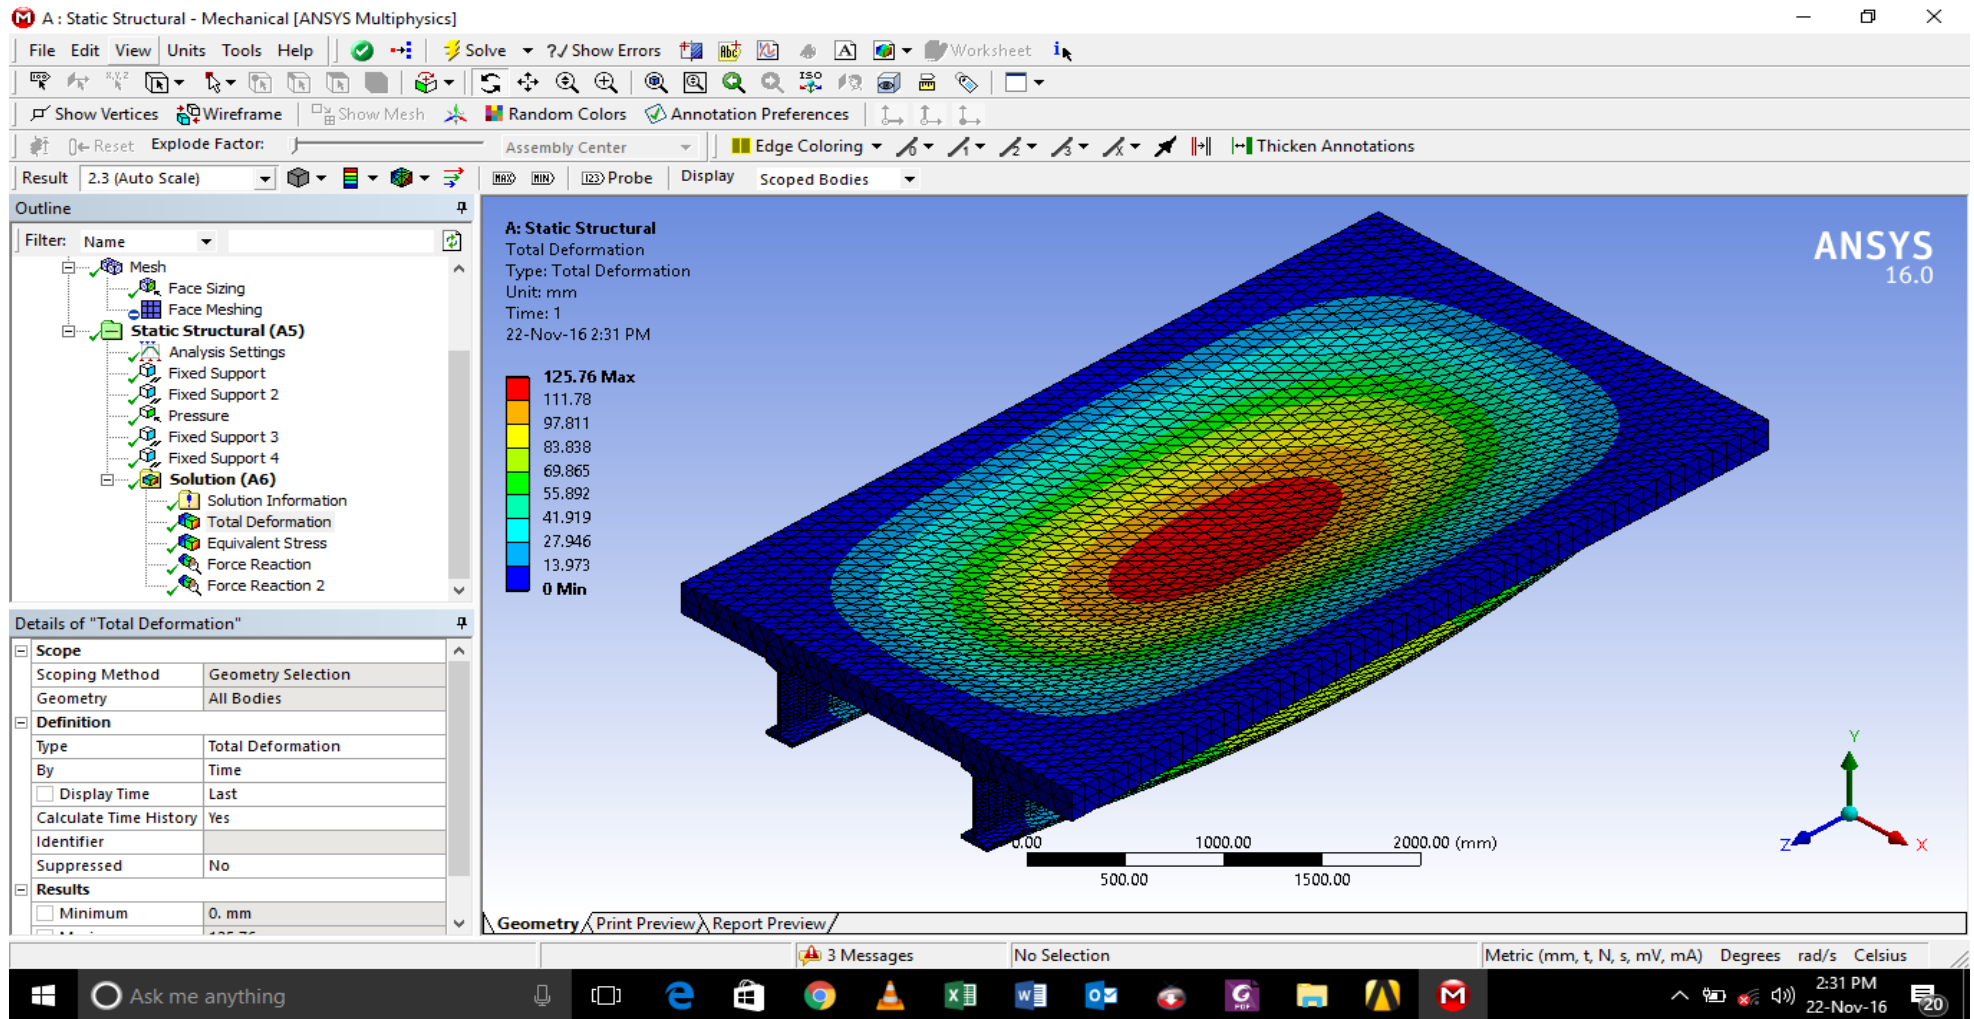 A : Static Structural - Mechanical [ANSYS Multiphysics]
File Edit View Units Tools Help Solve ?✓ Show Errors Worksheet
Show Vertices Wireframe Show Mesh Random Colors Annotation Preferences
Reset Explode Factor: Assembly Center Edge Coloring Thicken Annotations
Result 2.3 (Auto Scale) MAX MIN 123 Probe Display Scoped Bodies
Outline
Filter: Name
Mesh
Face Sizing
Face Meshing
Static Structural (A5)
Analysis Settings
Fixed Support
Fixed Support 2
Pressure
Fixed Support 3
Fixed Support 4
Solution (A6)
Solution Information
Total Deformation
Equivalent Stress
Force Reaction
Force Reaction 2
Details of "Total Deformation"
Scope
Scoping Method Geometry Selection
Geometry All Bodies
Definition
Type Total Deformation
By Time
Display Time Last
Calculate Time History Yes
Identifier
Suppressed No
Results
Minimum 0. mm
A: Static Structural
Total Deformation
Type: Total Deformation
Unit: mm
Time: 1
22-Nov-16 2:31 PM
125.76 Max
111.78
97.811
83.838
69.865
55.892
41.919
27.946
13.973
0 Min
ANSYS
16.0
0.00 1000.00 2000.00 (mm)
500.00 1500.00
Y
Z X
Geometry Print Preview Report Preview
3 Messages No Selection Metric (mm, t, N, s, mV, mA) Degrees rad/s Celsius
Ask me anything
2:31 PM
22-Nov-16
20